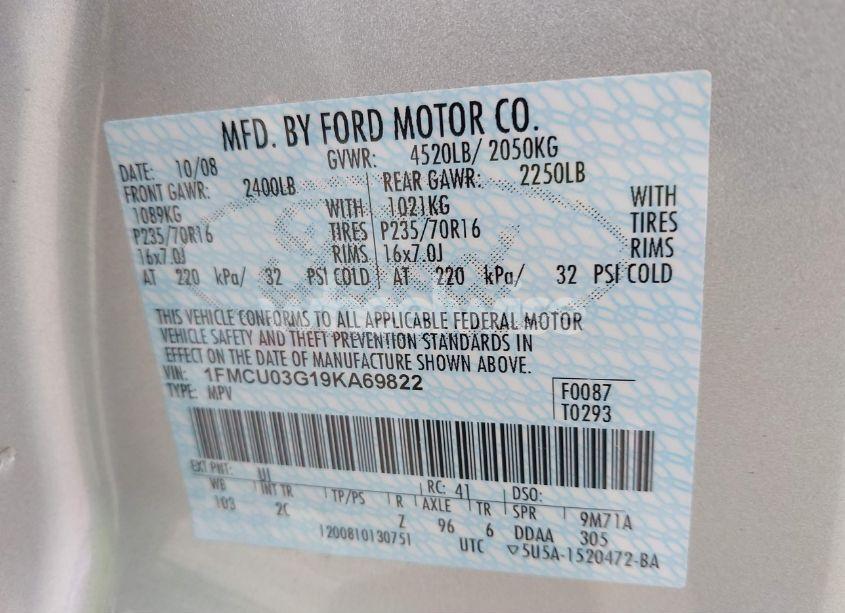 MFD. BY FORD MOTOR CO.
DATE: 10/08 GVWR: 4520LB/ 2050KG
FRONT GAWR: 2400LB REAR GAWR: 2250LB
1089KG WITH 1021KG WITH
P235/70R16 TIRES P235/70R16 TIRES
16x7.0J RIMS 16x7.0J RIMS
AT 220 kPa/ 32 PSI COLD AT 220 kPa/ 32 PSI COLD
THIS VEHICLE CONFORMS TO ALL APPLICABLE FEDERAL MOTOR
VEHICLE SAFETY AND THEFT PREVENTION STANDARDS IN
EFFECT ON THE DATE OF MANUFACTURE SHOWN ABOVE.
VIN: 1FMCU03G19KA69822
TYPE: MPV
F0087
T0293
EXT PNT: UI RC: 41 DSO:
WB INT TR TP/PS R AXLE TR SPR 9M71A
103 2C Z 96 6 DDAA 305
1200810130751 UTC ▽5U5A-1520472-BA